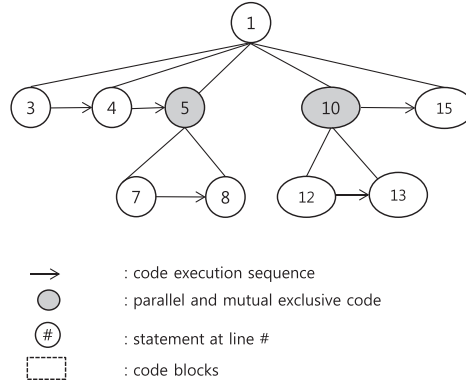 1
3 4 5 10 15
7 8 12 13
: code execution sequence
: parallel and mutual exclusive code
# : statement at line #
: code blocks